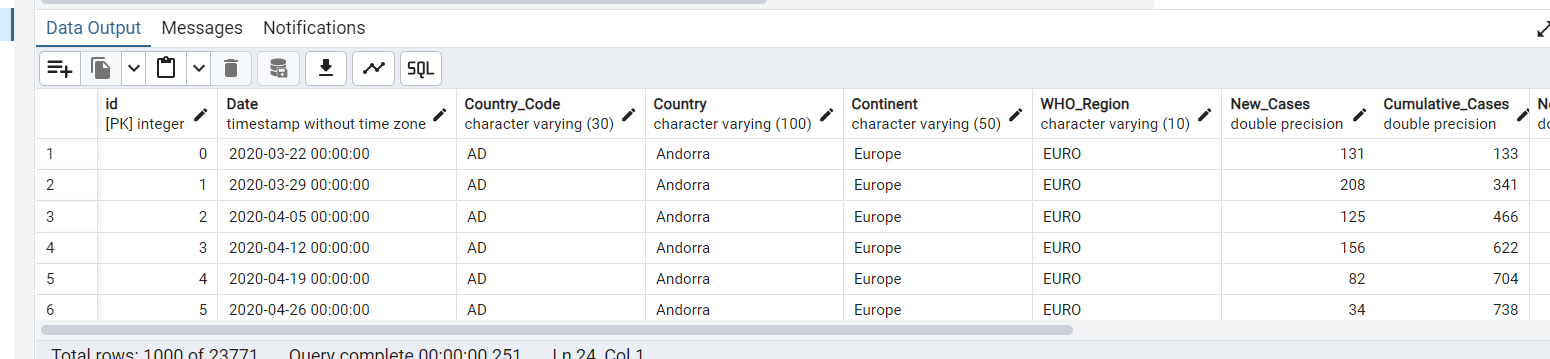 Data Output Messages Notifications
SQL
id Date Country_Code Country Continent WHO_Region New_Cases Cumulative_Cases
[PK] integer timestamp without time zone character varying (30) character varying (100) character varying (50) character varying (10) double precision double precision
1 0 2020-03-22 00:00:00 AD Andorra Europe EURO 131 133
2 1 2020-03-29 00:00:00 AD Andorra Europe EURO 208 341
3 2 2020-04-05 00:00:00 AD Andorra Europe EURO 125 466
4 3 2020-04-12 00:00:00 AD Andorra Europe EURO 156 622
5 4 2020-04-19 00:00:00 AD Andorra Europe EURO 82 704
6 5 2020-04-26 00:00:00 AD Andorra Europe EURO 34 738
Total rows: 1000 of 23771 Query complete 00:00:00.251 Ln 24, Col 1